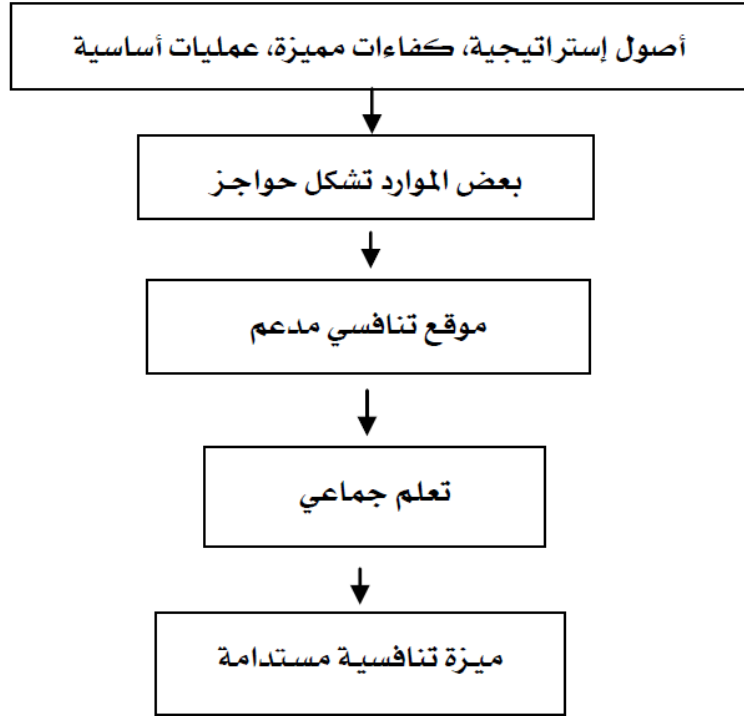 أصول إستراتيجية، كفاءات مميزة، عمليات أساسية
بعض الموارد تشكل حواجز
موقع تنافسي مدعم
تعلم جماعي
ميزة تنافسية مستدامة